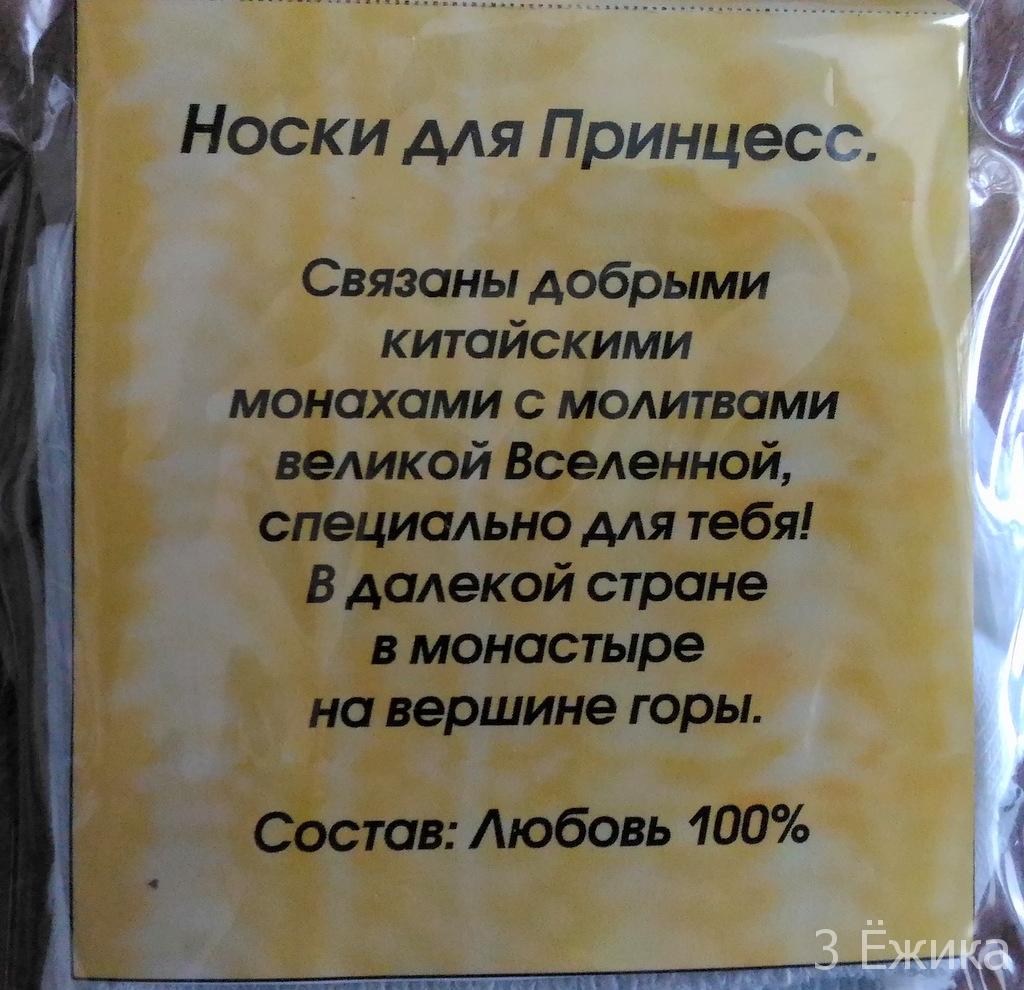 Носки для Принцесс.
Связаны добрыми
китайскими
монахами с молитвами
великой Вселенной,
специально для тебя!
В далекой стране
в монастыре
на вершине горы.
Состав: Любовь 100%
3 Ёжика